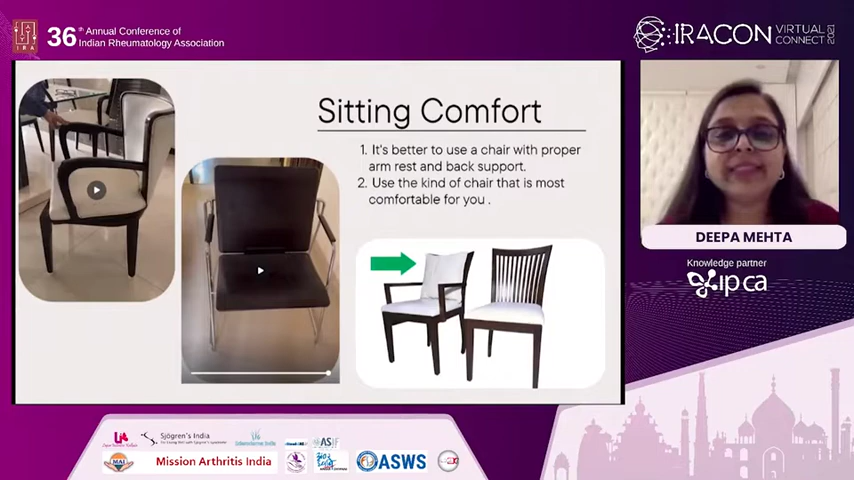 36th Annual Conference of
Indian Rheumatology Association
IRA
IRACON VIRTUAL
CONNECT 2021
Sitting Comfort
1. It's better to use a chair with proper
arm rest and back support.
2. Use the kind of chair that is most
comfortable for you .
DEEPA MEHTA
Knowledge partner
ipca
Sjögren's India
Mission Arthritis India
MAI
ASIF
ASWS